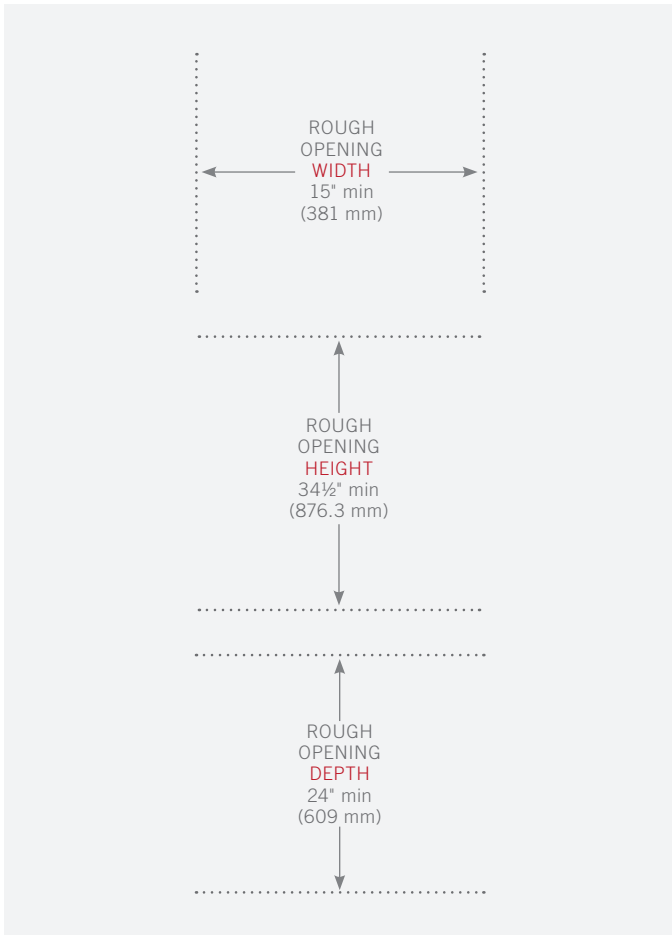 ROUGH
OPENING
WIDTH
15" min
(381 mm)
ROUGH
OPENING
HEIGHT
34½" min
(876.3 mm)
ROUGH
OPENING
DEPTH
24" min
(609 mm)